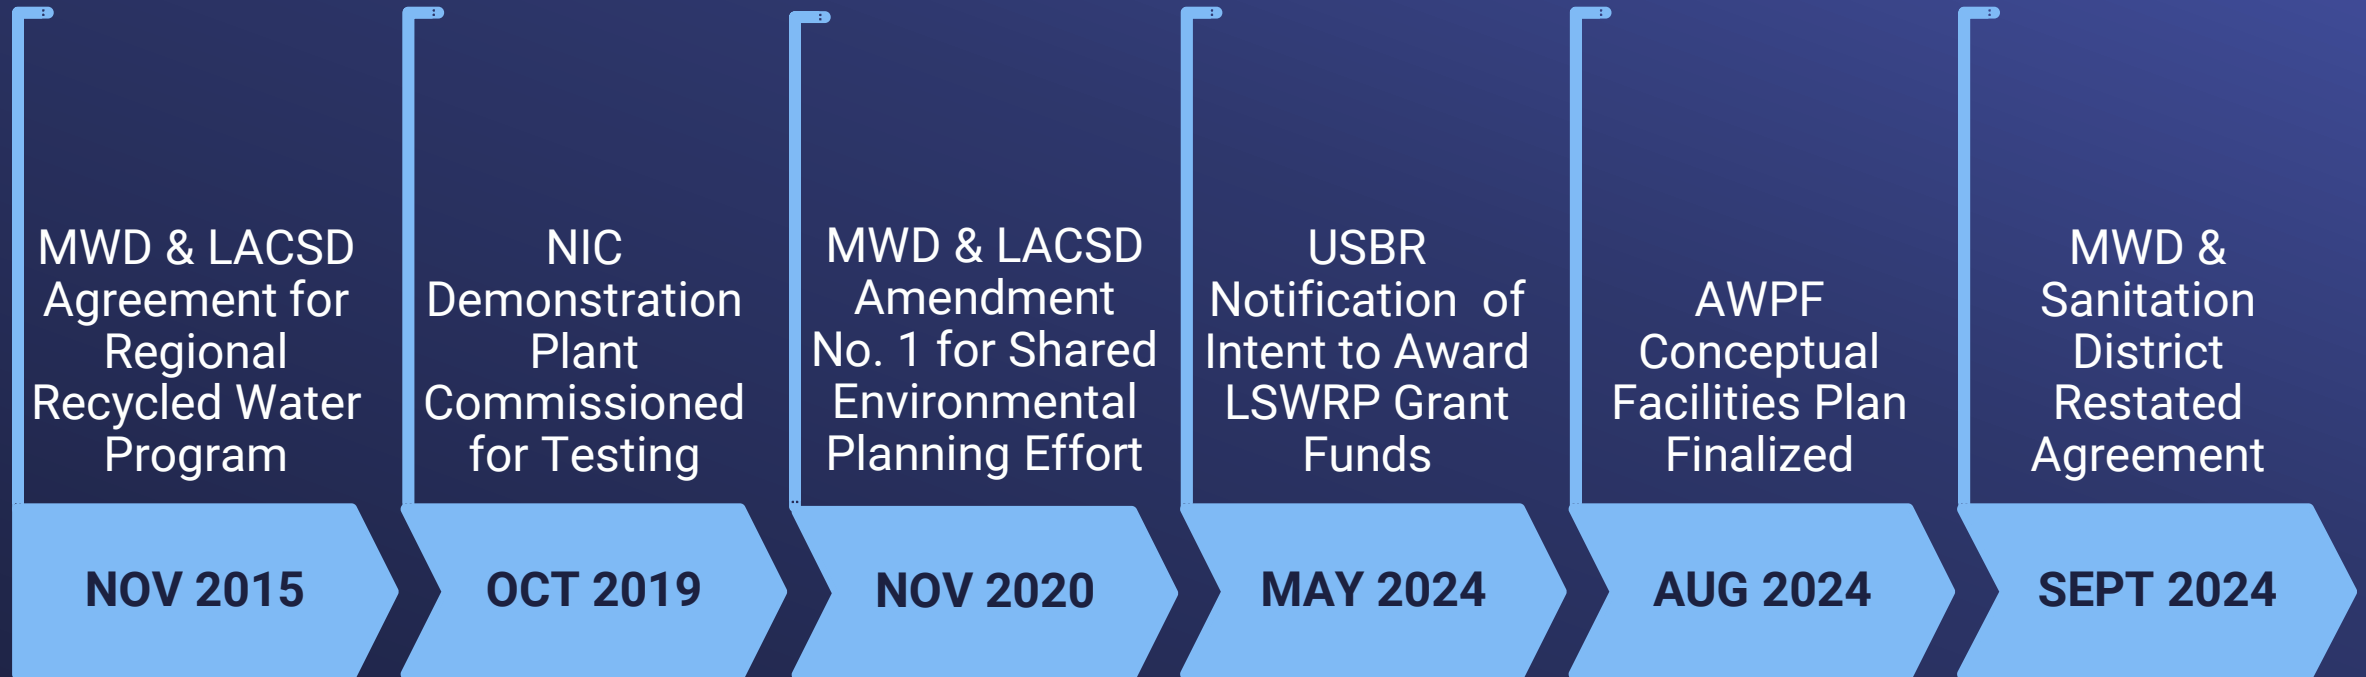 MWD & LACSD
Agreement for
Regional
Recycled Water
Program
NOV 2015
NIC
Demonstration
Plant
Commissioned
for Testing
OCT 2019
MWD & LACSD
Amendment
No. 1 for Shared
Environmental
Planning Effort
NOV 2020
USBR
Notification of
Intent to Award
LSWRP Grant
Funds
MAY 2024
AWPF
Conceptual
Facilities Plan
Finalized
AUG 2024
MWD &
Sanitation
District
Restated
Agreement
SEPT 2024